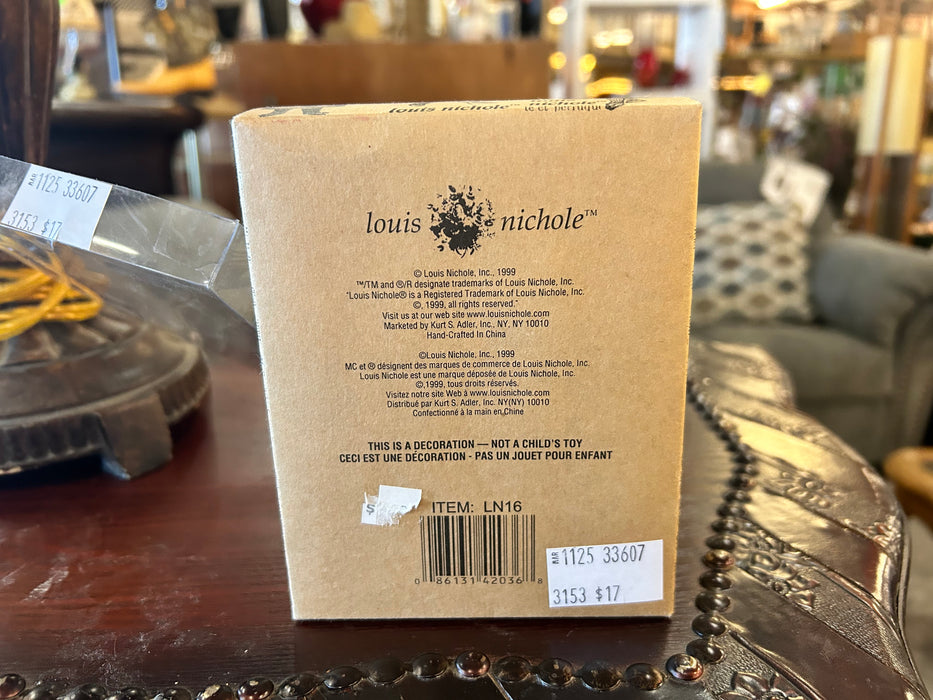 louis nichole™
louis nichole™
© Louis Nichole, Inc., 1999
™/TM and ®/R designate trademarks of Louis Nichole, Inc.
"Louis Nichole® is a Registered Trademark of Louis Nichole, Inc.
©, 1999, all rights reserved."
Visit us at our web site www.louisnichole.com
Marketed by Kurt S. Adler, Inc., NY, NY 10010
Hand-Crafted In China
©Louis Nichole, Inc., 1999
MC et ® désignent des marques de commerce de Louis Nichole, Inc.
Louis Nichole est une marque déposée de Louis Nichole, Inc.
©,1999, tous droits réservés.
Visitez notre site Web à www.louisnichole.com
Distribué par Kurt S. Adler, Inc. NY(NY) 10010
Confectionné à la main en Chine
THIS IS A DECORATION — NOT A CHILD'S TOY
CECI EST UNE DÉCORATION - PAS UN JOUET POUR ENFANT
ITEM: LN16
0 86131 42036 8
1125 33607
3153 $17
1125 33607
3153 $17